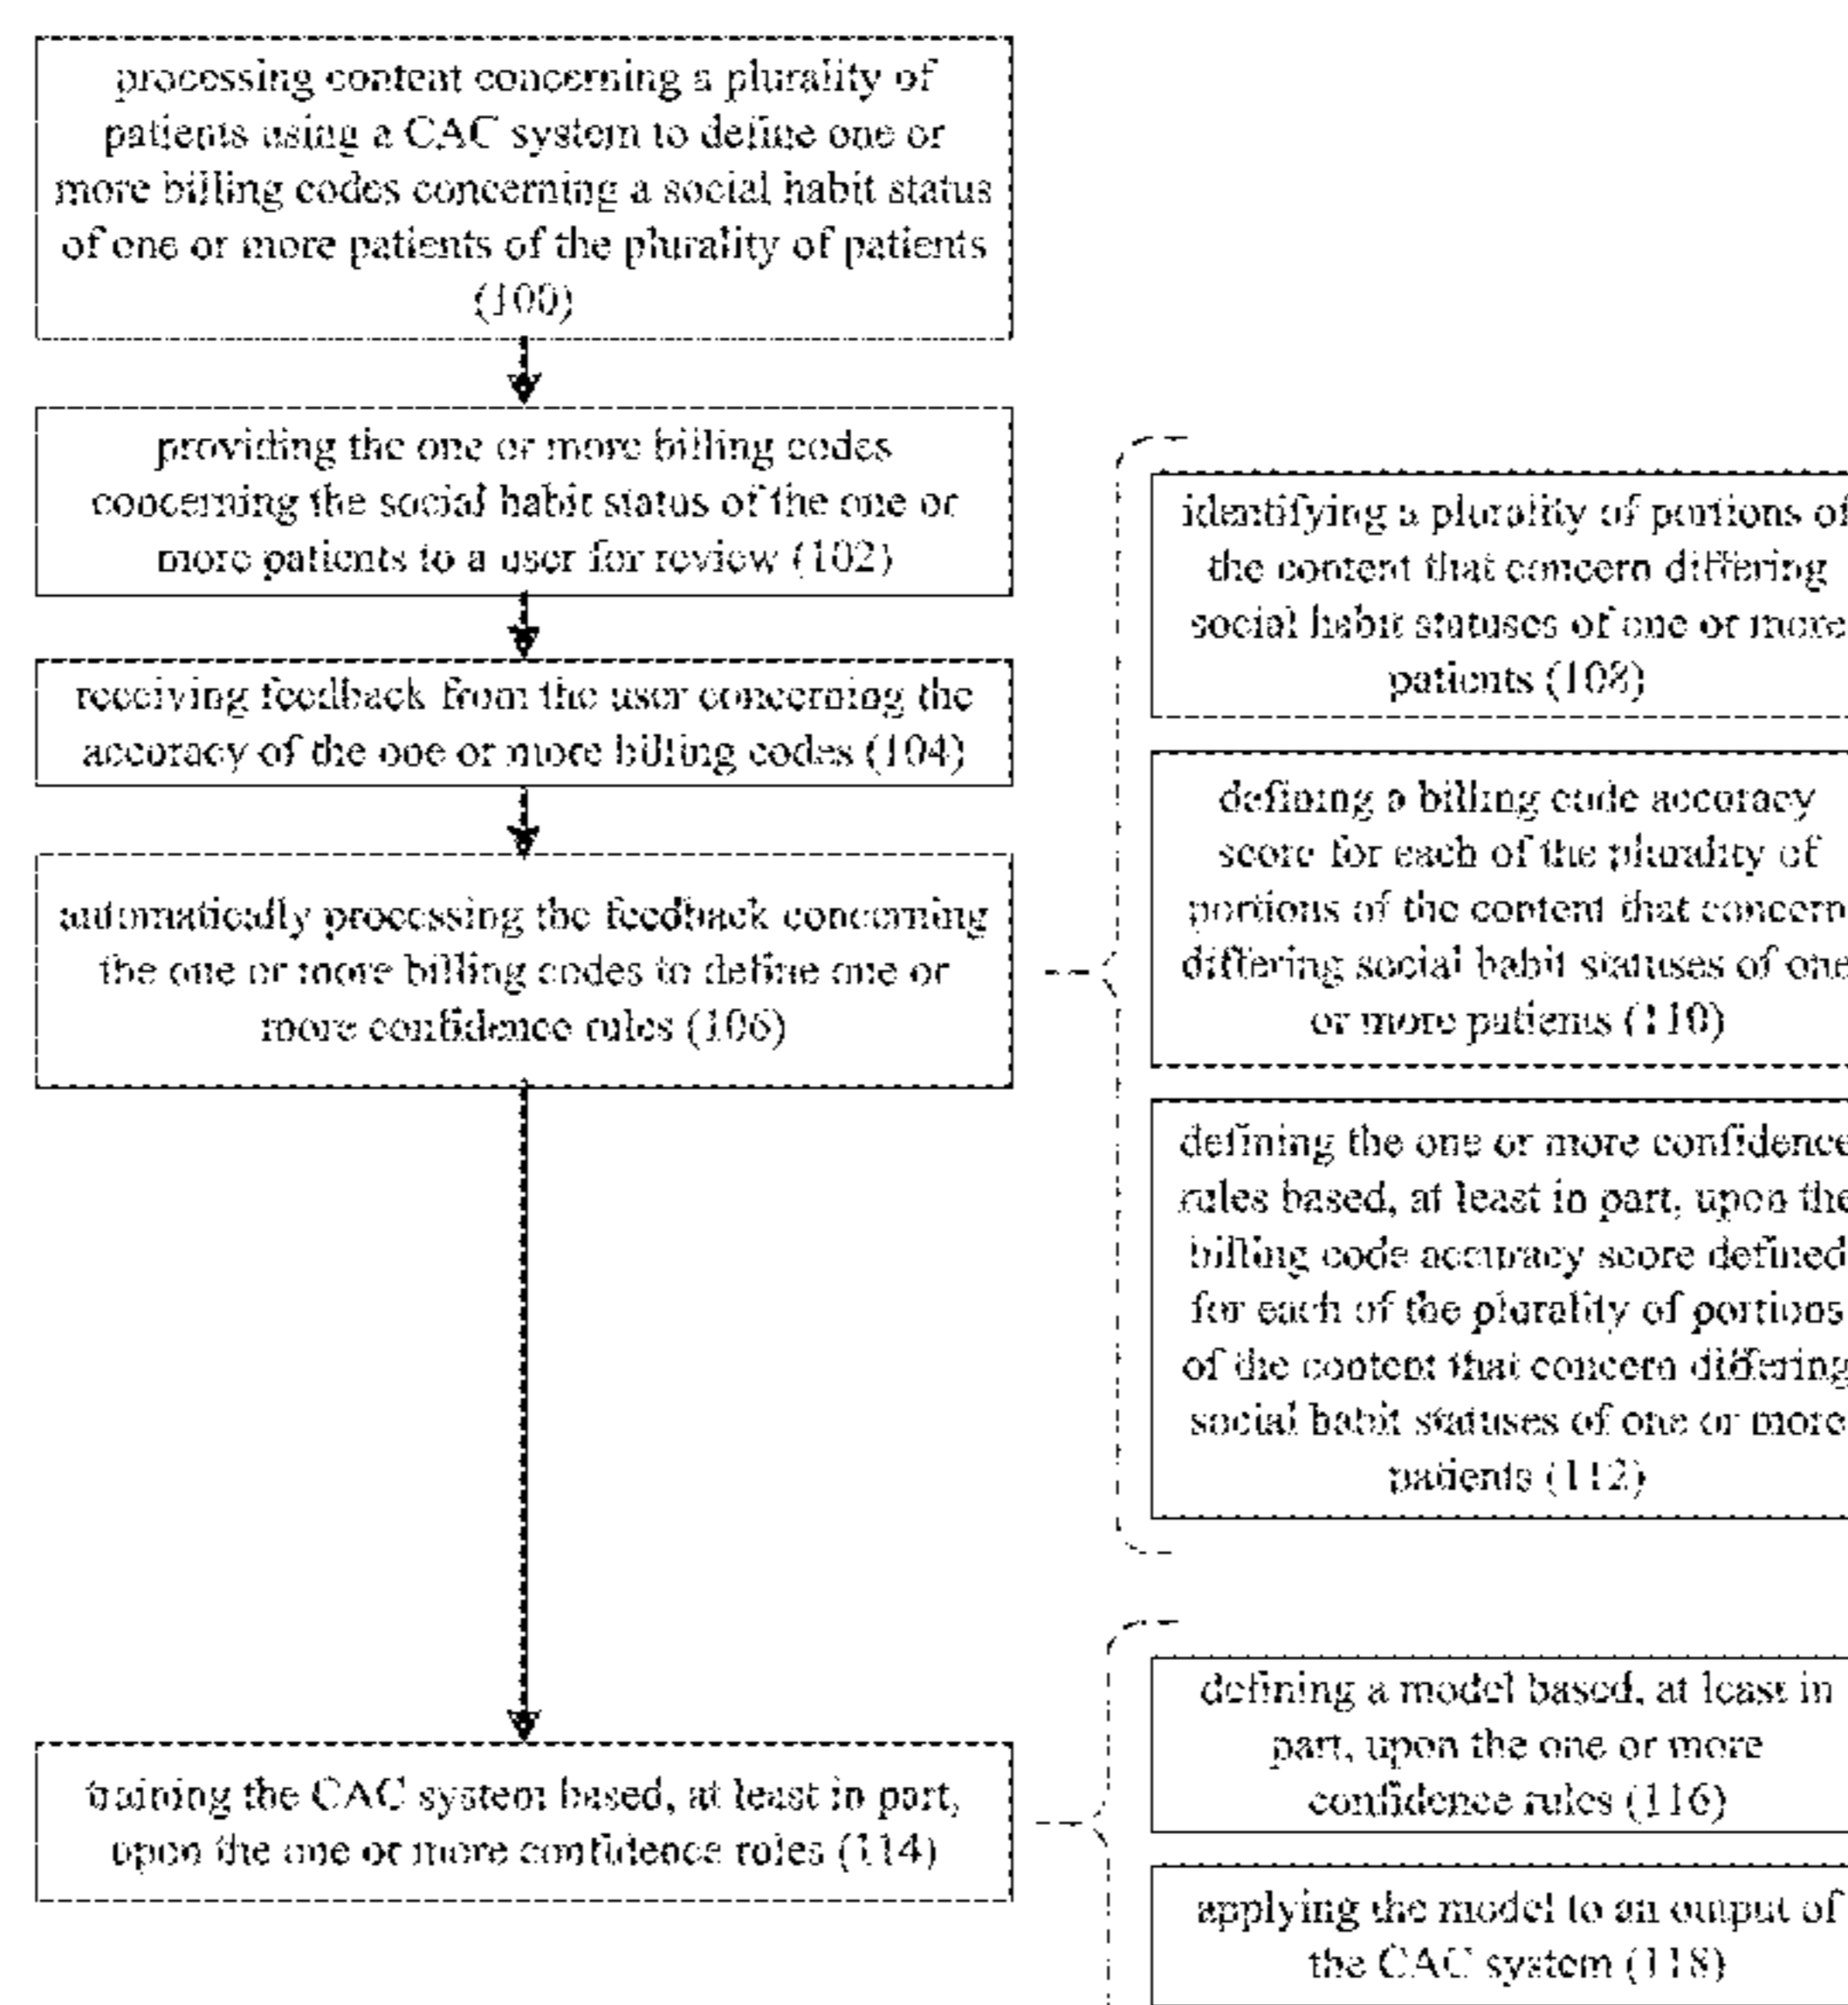 processing content concerning a plurality of
patients using a CAC system to define one or
more billing codes concerning a social habit status
of one or more patients of the plurality of patients
(100)
providing the one or more billing codes
concerning the social habit status of the one or
more patients to a user for review (102)
receiving feedback from the user concerning the
accuracy of the one or more billing codes (104)
automatically processing the feedback concerning
the one or more billing codes to define one or
more confidence rules (106)
identifying a plurality of portions of
the content that concern differing
social habit statuses of one or more
patients (108)
defining a billing code accuracy
score for each of the plurality of
portions of the content that concern
differing social habit statuses of one
or more patients (110)
defining the one or more confidence
rules based, at least in part, upon the
billing code accuracy score defined
for each of the plurality of portions
of the content that concern differing
social habit statuses of one or more
patients (112)
training the CAC system based, at least in part,
upon the one or more confidence rules (114)
defining a model based, at least in
part, upon the one or more
confidence rules (116)
applying the model to an output of
the CAC system (118)